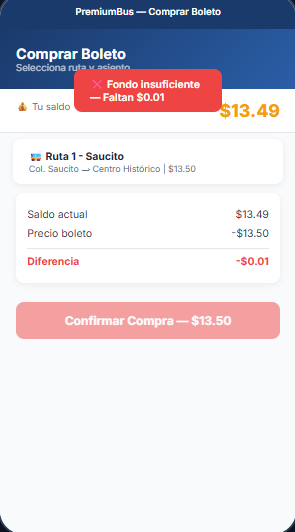 PremiumBus — Comprar Boleto
Comprar Boleto
Selecciona ruta y asiento
Fondo insuficiente
— Faltan $0.01
Tu saldo
$13.49
Ruta 1 - Saucito
Col. Saucito → Centro Histórico | $13.50
Saldo actual $13.49
Precio boleto -$13.50
Diferencia -$0.01
Confirmar Compra — $13.50